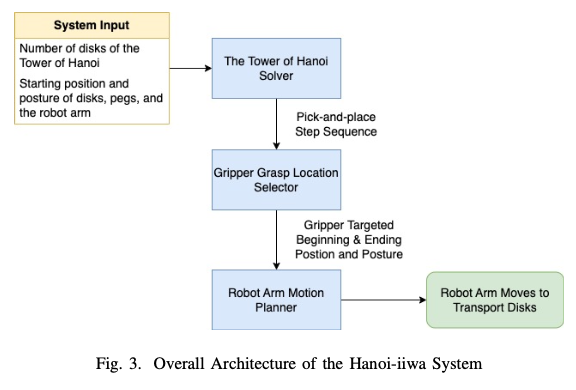 System Input
Number of disks of the
Tower of Hanoi
Starting position and
posture of disks, pegs, and
the robot arm
The Tower of Hanoi
Solver
Pick-and-place
Step Sequence
Gripper Grasp Location
Selector
Gripper Targeted
Beginning & Ending
Postion and Posture
Robot Arm Motion
Planner
Robot Arm Moves to
Transport Disks
Fig. 3. Overall Architecture of the Hanoi-iiwa System